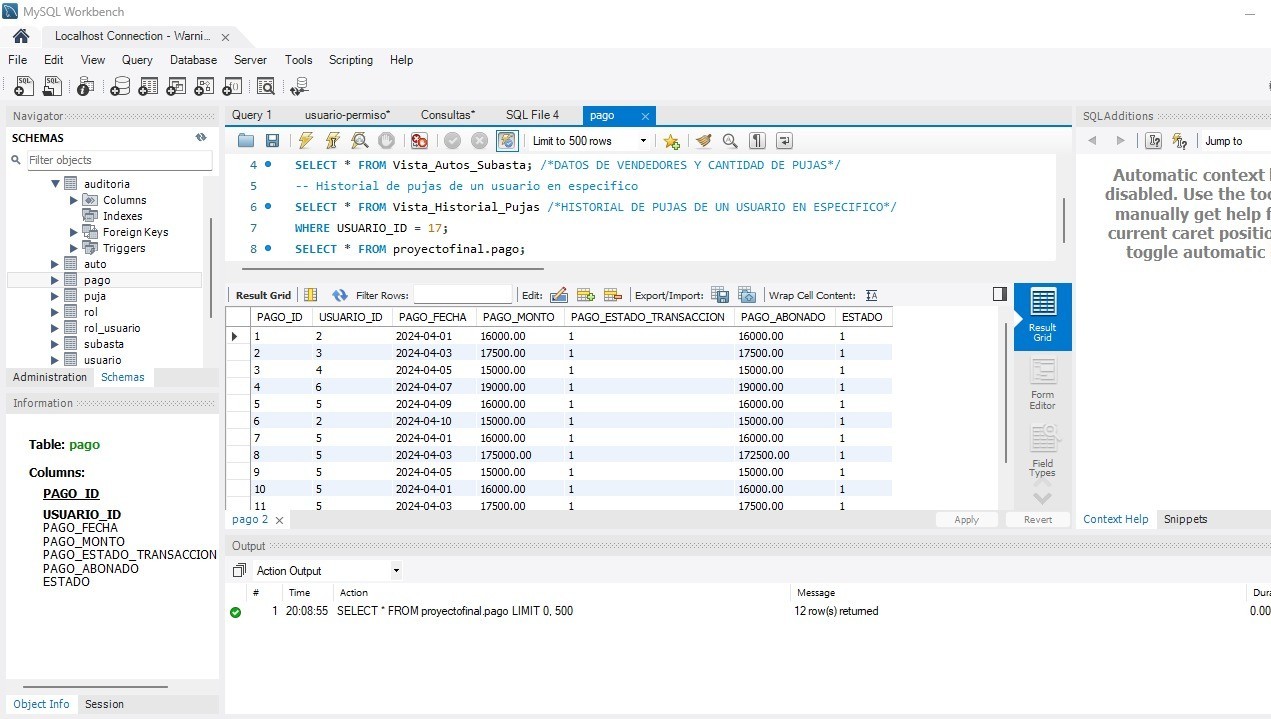 MySQL Workbench
Localhost Connection - Warni... x
File Edit View Query Database Server Tools Scripting Help
Navigator
SCHEMAS
Filter objects
auditoria
Columns
Indexes
Foreign Keys
Triggers
auto
pago
puja
rol
rol_usuario
subasta
usuario
Administration Schemas
Information
Table: pago
Columns:
PAGO_ID
USUARIO_ID
PAGO_FECHA
PAGO_MONTO
PAGO_ESTADO_TRANSACCION
PAGO_ABONADO
ESTADO
Object Info Session
Query 1 usuario-permiso* Consultas* SQL File 4 pago x
Limit to 500 rows
4 SELECT * FROM Vista_Autos_Subasta; /*DATOS DE VENDEDORES Y CANTIDAD DE PUJAS*/
5 -- Historial de pujas de un usuario en especifico
6 SELECT * FROM Vista_Historial_Pujas /*HISTORIAL DE PUJAS DE UN USUARIO EN ESPECIFICO*/
7 WHERE USUARIO_ID = 17;
8 SELECT * FROM proyectofinal.pago;
Result Grid Filter Rows: Edit: Export/Import: Wrap Cell Content:
PAGO_ID USUARIO_ID PAGO_FECHA PAGO_MONTO PAGO_ESTADO_TRANSACCION PAGO_ABONADO ESTADO
1 2 2024-04-01 16000.00 1 16000.00 1
2 3 2024-04-03 17500.00 1 17500.00 1
3 4 2024-04-05 15000.00 1 15000.00 1
4 6 2024-04-07 19000.00 1 19000.00 1
5 5 2024-04-09 16000.00 1 16000.00 1
6 2 2024-04-10 15000.00 1 15000.00 1
7 5 2024-04-01 16000.00 1 16000.00 1
8 5 2024-04-03 175000.00 1 172500.00 1
9 5 2024-04-05 15000.00 1 15000.00 1
10 5 2024-04-01 16000.00 1 16000.00 1
11 5 2024-04-03 17500.00 1 17500.00 1
Result
Grid
Form
Editor
Field
Types
pago 2 x
Apply Revert
SQLAdditions
Jump to
Automatic context
disabled. Use the
manually get help
current caret
toggle automatic
Context Help Snippets
Output
Action Output
# Time Action Message
1 20:08:55 SELECT * FROM proyectofinal.pago LIMIT 0, 500 12 row(s) returned 0.00